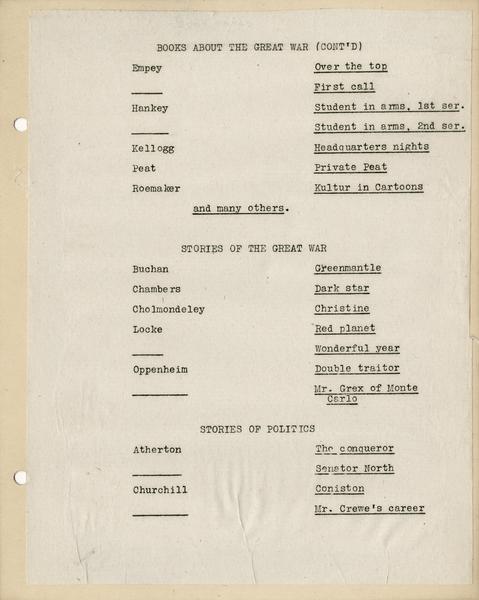 BOOKS ABOUT THE GREAT WAR (CONT'D)
Empey Over the top
_____ First call
Hankey Student in arms, 1st ser.
_____ Student in arms, 2nd ser.
Kellogg Headquarters nights
Peat Private Peat
Roemaker Kultur in Cartoons
and many others.
STORIES OF THE GREAT WAR
Buchan Greenmantle
Chambers Dark star
Cholmondeley Christine
Locke Red planet
_____ Wonderful year
Oppenheim Double traitor
_____ Mr. Grex of Monte
Carlo
STORIES OF POLITICS
Atherton The conqueror
_____ Senator North
Churchill Coniston
_____ Mr. Crewe's career